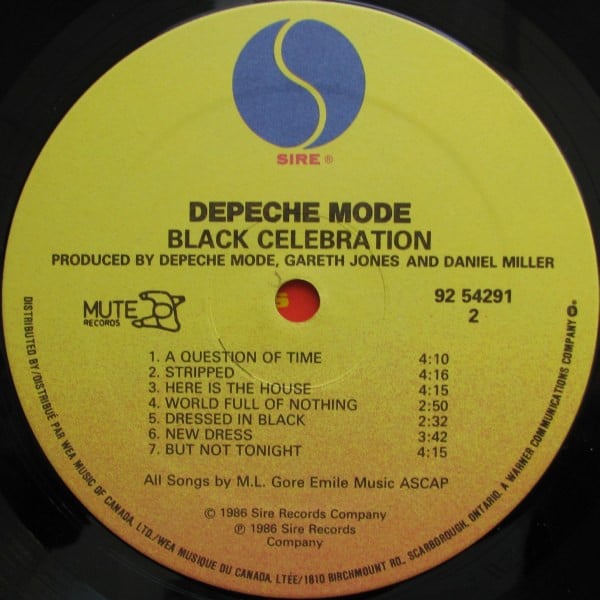 SIRE ®
DEPECHE MODE
BLACK CELEBRATION
PRODUCED BY DEPECHE MODE, GARETH JONES AND DANIEL MILLER
MUTE
RECORDS
92 54291
2
1. A QUESTION OF TIME 4:10
2. STRIPPED 4:16
3. HERE IS THE HOUSE 4:15
4. WORLD FULL OF NOTHING 2:50
5. DRESSED IN BLACK 2:32
6. NEW DRESS 3:42
7. BUT NOT TONIGHT 4:15
All Songs by M.L. Gore Emile Music ASCAP
© 1986 Sire Records Company
℗ 1986 Sire Records
Company
DISTRIBUTED BY/DISTRIBUÉ PAR WEA MUSIC OF CANADA, LTD./WEA MUSIQUE DU CANADA, LTÉE/1810 BIRCHMOUNT RD., SCARBOROUGH, ONTARIO. A WARNER COMMUNICATIONS COMPANY